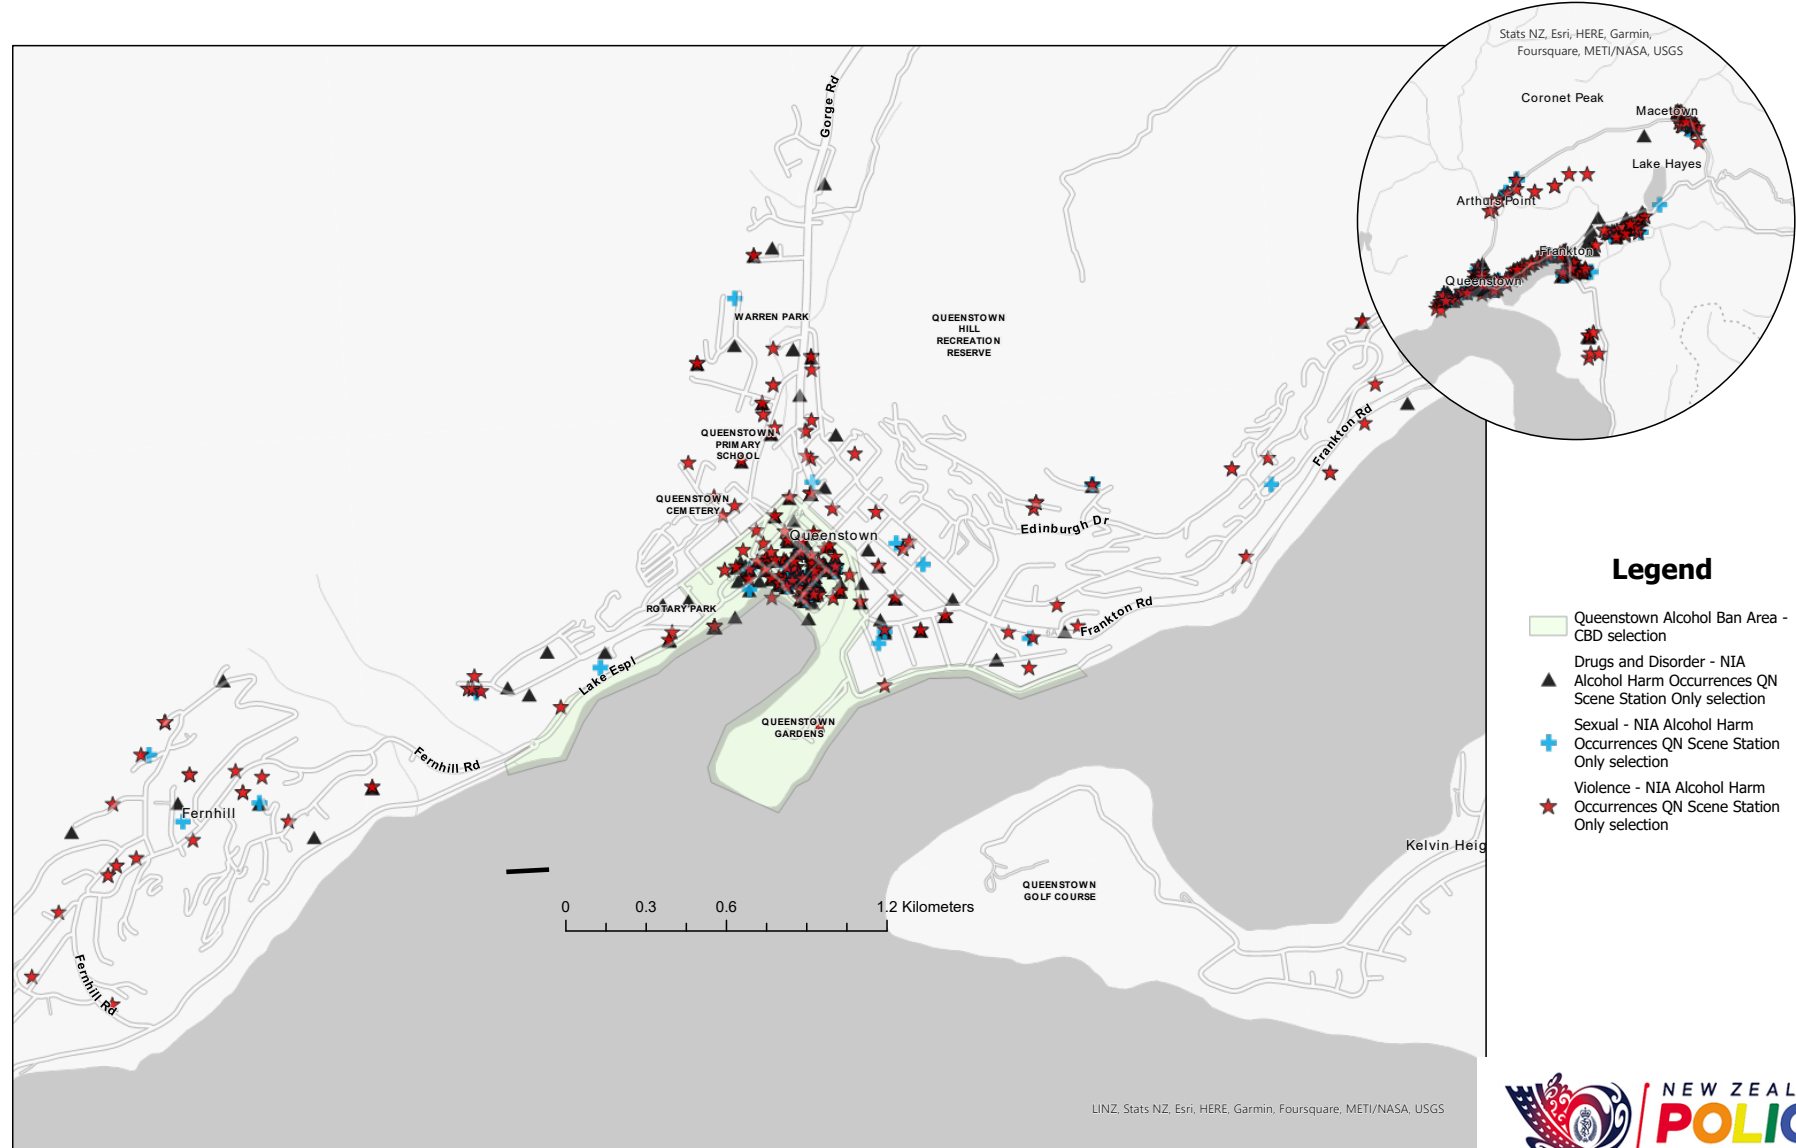 Stats NZ, Esri, HERE, Garmin,
Foursquare, METI/NASA, USGS
Coronet Peak
Macetown
Lake Hayes
Arthurs Point
Frankton
Queenstown
Gorge Rd
WARREN PARK
QUEENSTOWN
HILL
RECREATION
RESERVE
QUEENSTOWN
PRIMARY
SCHOOL
QUEENSTOWN
CEMETERY
Queenstown
Edinburgh Dr
Frankton Rd
Frankton Rd
ROTARY PARK
Lake Espl
QUEENSTOWN
GARDENS
Fernhill Rd
Fernhill
Fernhill Rd
Kelvin Heig
QUEENSTOWN
GOLF COURSE
0 0.3 0.6 1.2 Kilometers
LINZ, Stats NZ, Esri, HERE, Garmin, Foursquare, METI/NASA, USGS
Legend
Queenstown Alcohol Ban Area -
CBD selection
Drugs and Disorder - NIA
Alcohol Harm Occurrences QN
Scene Station Only selection
Sexual - NIA Alcohol Harm
Occurrences QN Scene Station
Only selection
Violence - NIA Alcohol Harm
Occurrences QN Scene Station
Only selection
NEW ZEAL
POLIC